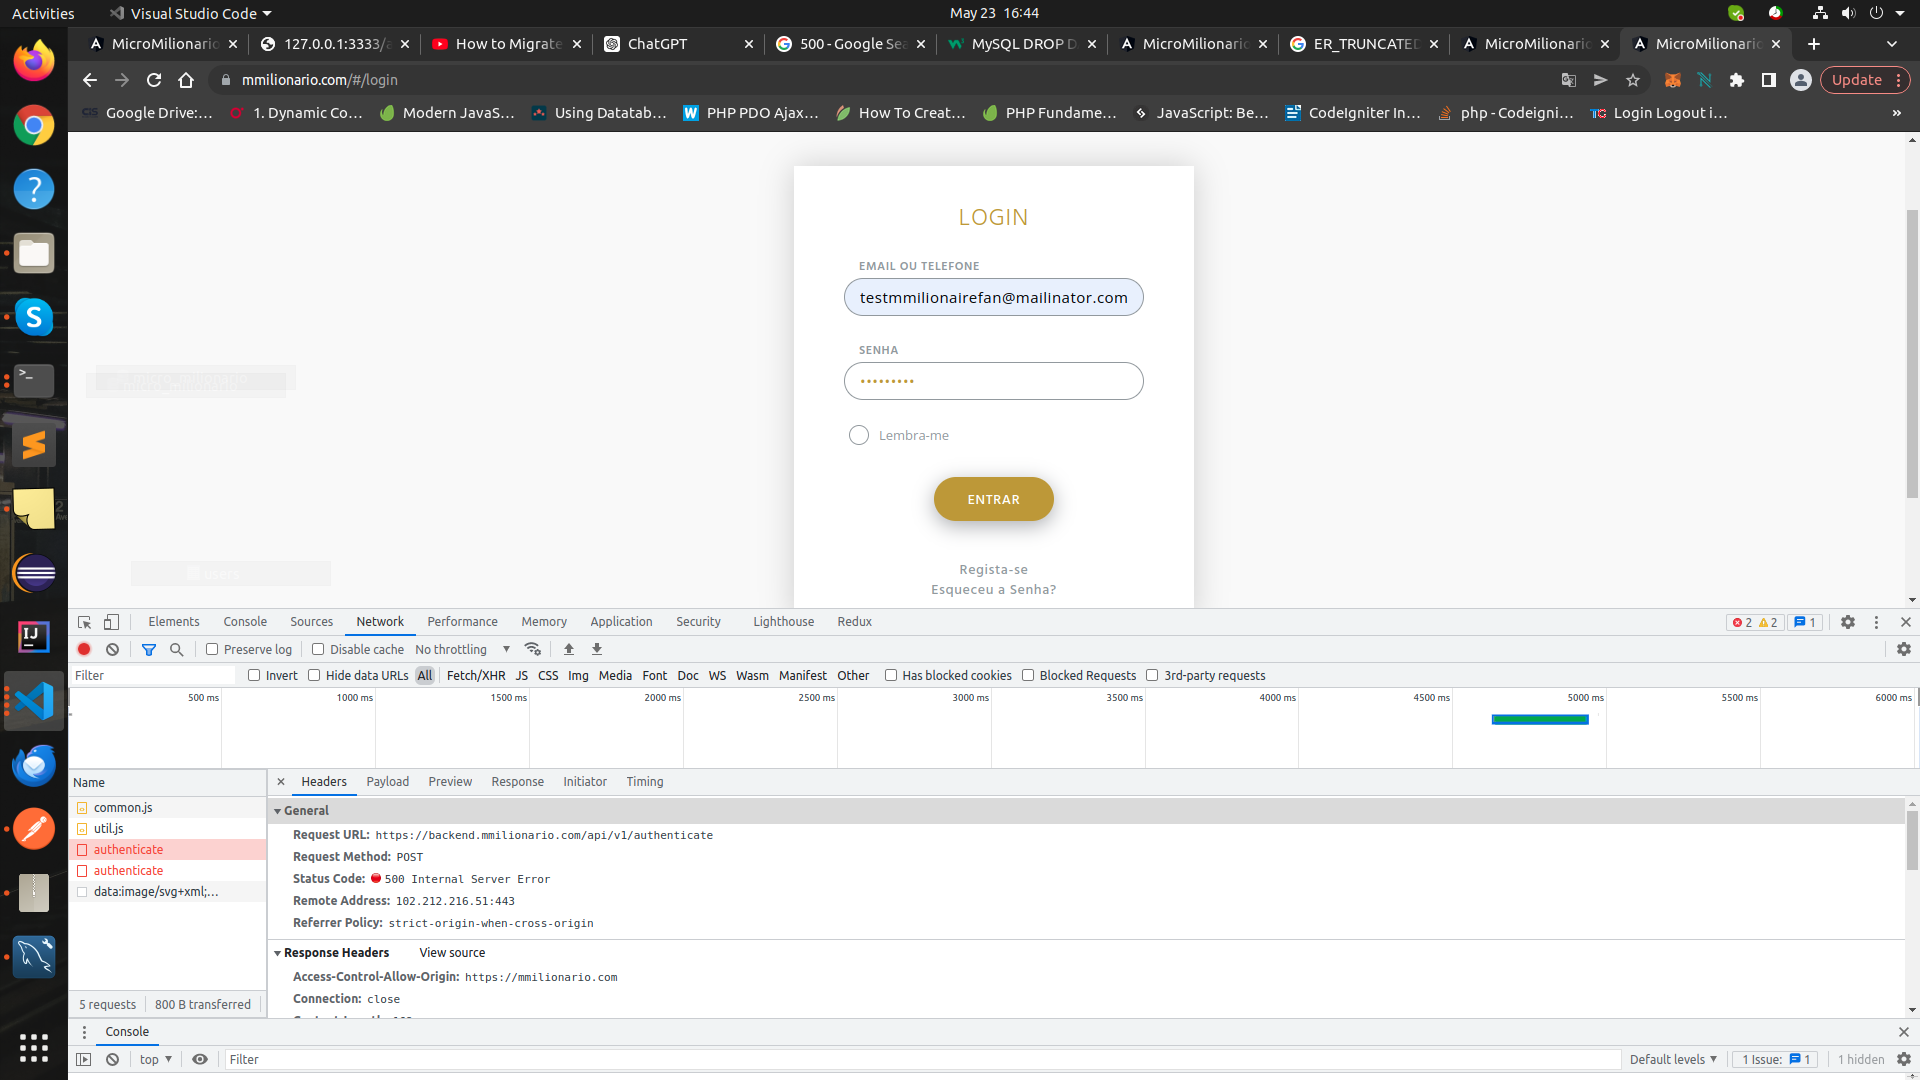 Activities
Visual Studio Code
May 23 16:44
MicroMilionario
127.0.0.1:3333/a
How to Migrate
ChatGPT
500 - Google Sea
MySQL DROP D
MicroMilionario
ER_TRUNCATED
MicroMilionario
MicroMilionario
mmilionario.com/#/login
Update
Google Drive:...
1. Dynamic Co...
Modern JavaS...
Using Datatab...
PHP PDO Ajax...
How To Creat...
PHP Fundame...
JavaScript: Be...
CodeIgniter In...
php - Codeigni...
Login Logout i...
»
LOGIN
EMAIL OU TELEFONE
testmmilionairefan@mailinator.com
SENHA
•••••••••
Lembra-me
ENTRAR
Regista-se
Esqueceu a Senha?
Elements
Console
Sources
Network
Performance
Memory
Application
Security
Lighthouse
Redux
2
2
1
Preserve log
Disable cache
No throttling
Filter
Invert
Hide data URLs
All
Fetch/XHR
JS
CSS
Img
Media
Font
Doc
WS
Wasm
Manifest
Other
Has blocked cookies
Blocked Requests
3rd-party requests
500 ms
1000 ms
1500 ms
2000 ms
2500 ms
3000 ms
3500 ms
4000 ms
4500 ms
5000 ms
5500 ms
6000 ms
Name
common.js
util.js
authenticate
authenticate
data:image/svg+xml;...
5 requests
800 B transferred
Headers
Payload
Preview
Response
Initiator
Timing
General
Request URL: https://backend.mmilionario.com/api/v1/authenticate
Request Method: POST
Status Code: 500 Internal Server Error
Remote Address: 102.212.216.51:443
Referrer Policy: strict-origin-when-cross-origin
Response Headers
View source
Access-Control-Allow-Origin: https://mmilionario.com
Connection: close
Console
top
Filter
Default levels
1 Issue:
1
1 hidden